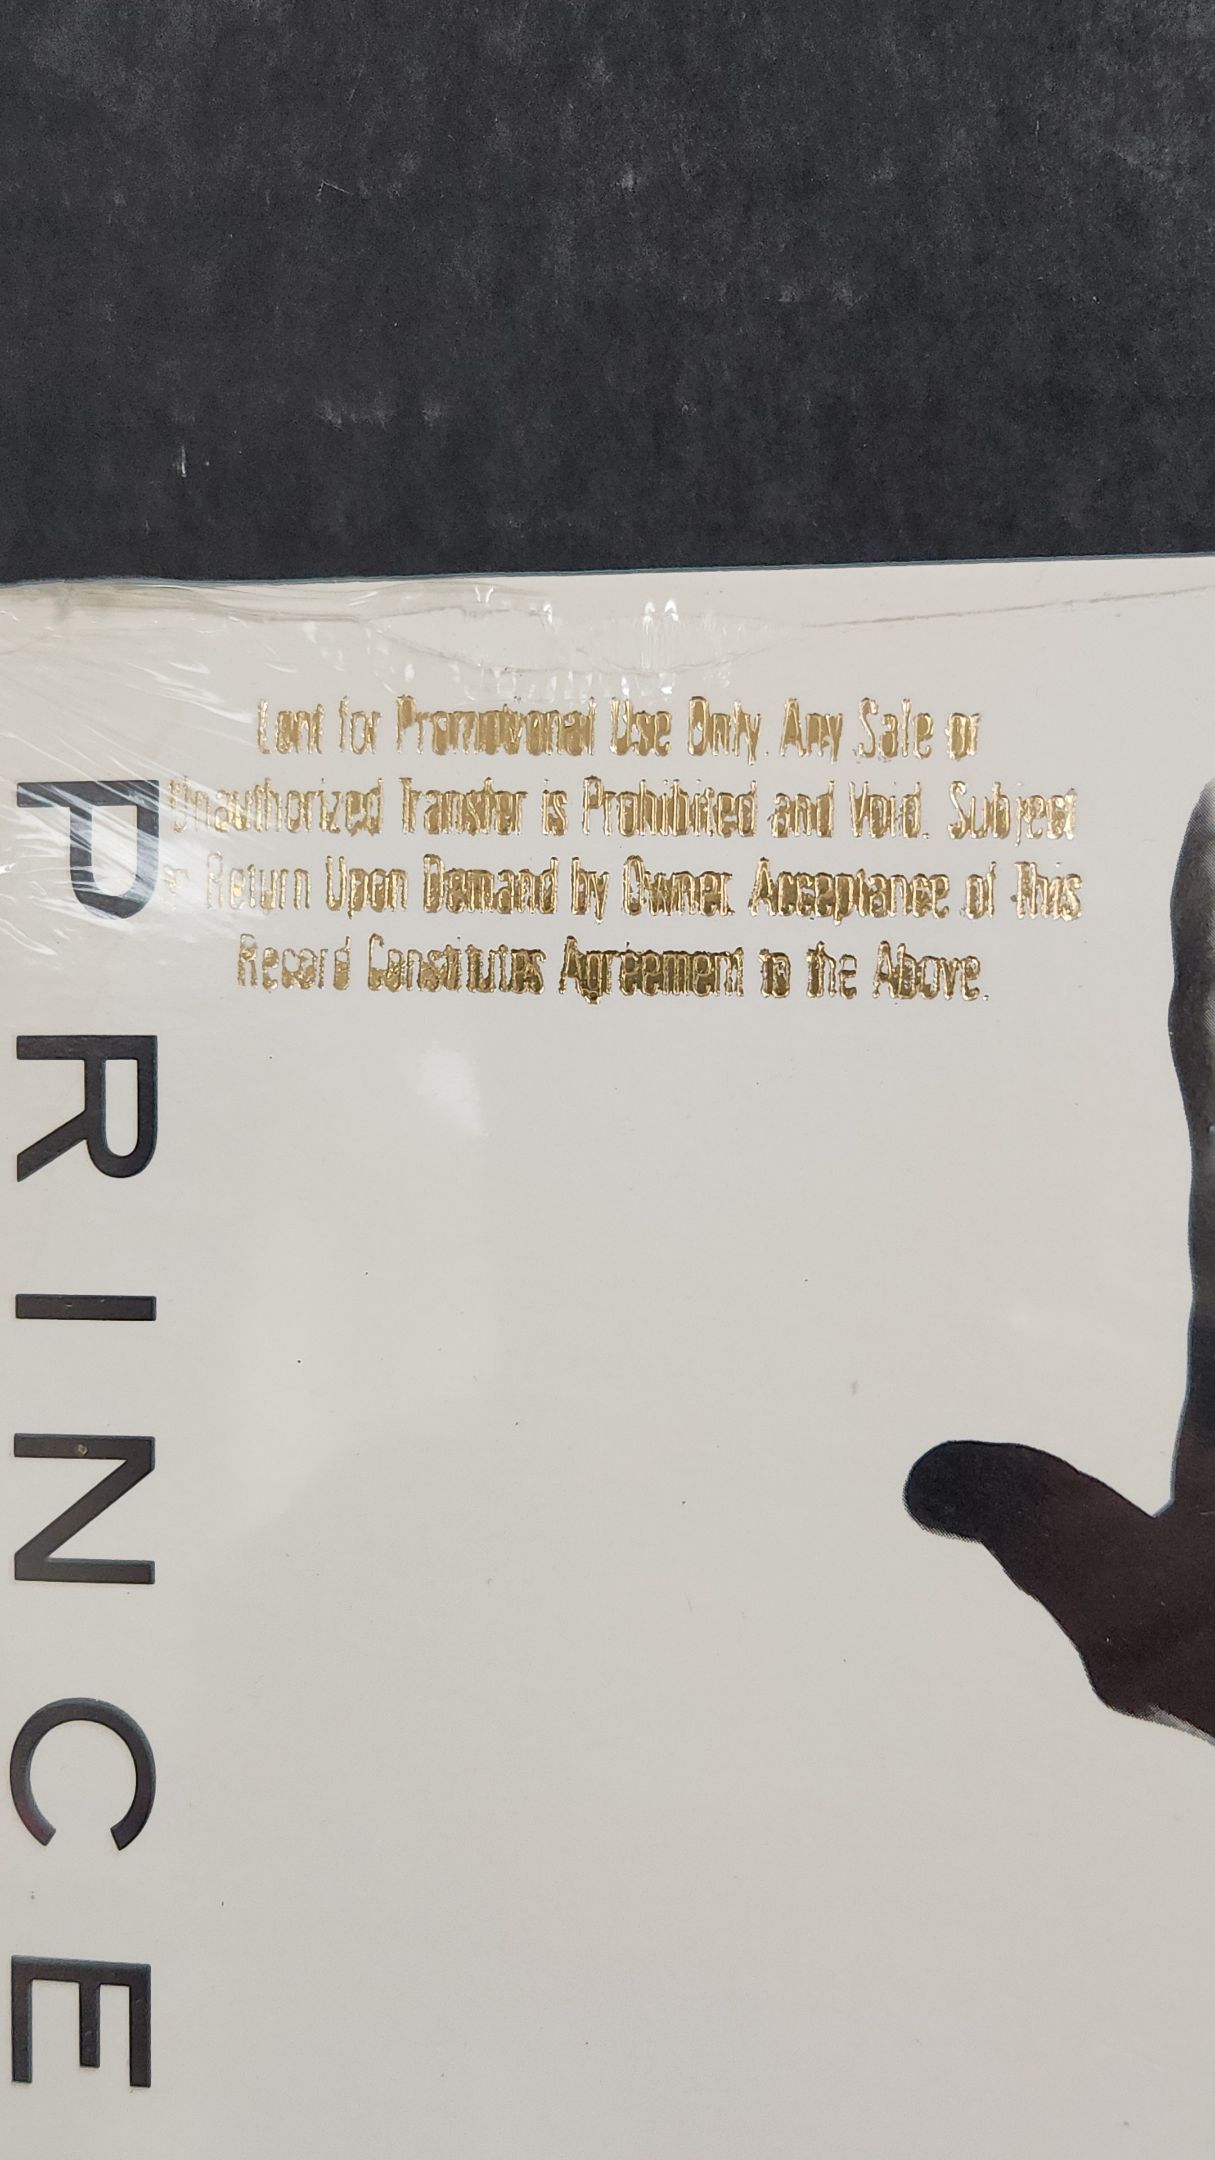 Lent for Promotional Use Only. Any Sale or
Unauthorized Transfer is Prohibited and Void. Subject
Return Upon Demand by Owner. Acceptance of This
Record Constitutes Agreement to the Above.
PRINCE